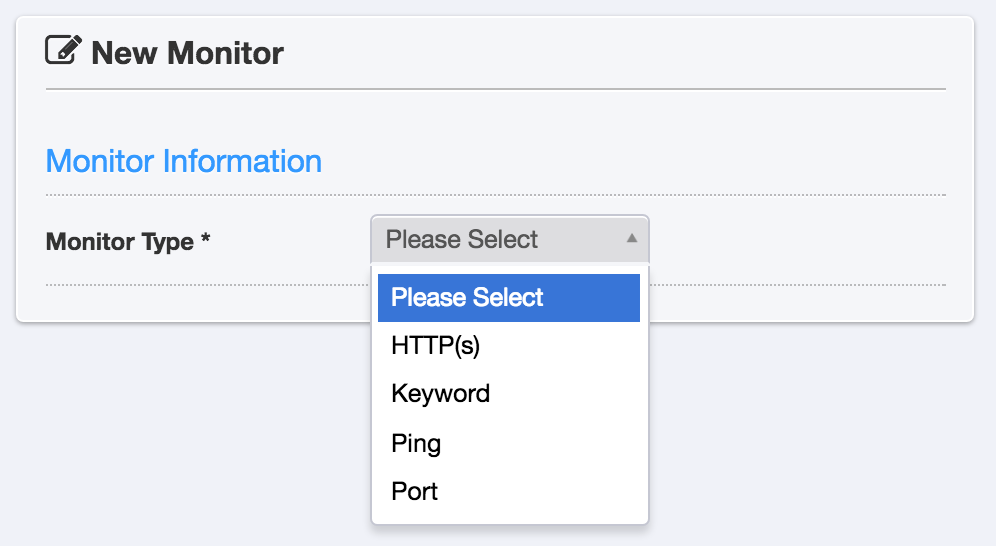 New Monitor
Monitor Information
Monitor Type *
Please Select
Please Select
HTTP(s)
Keyword
Ping
Port